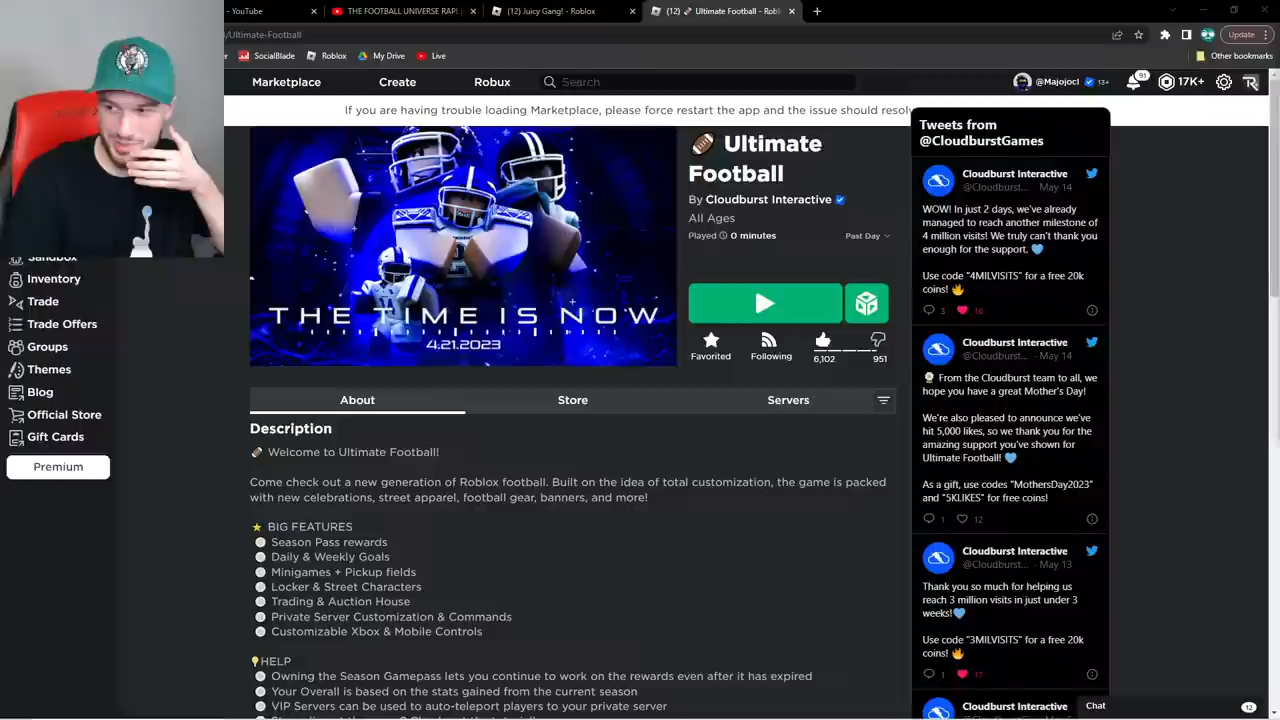 - YouTube
THE FOOTBALL UNIVERSE RAP!
(12) Juicy Gang! - Roblox
(12) 🏈 Ultimate Football - Robl
/Ultimate-Football
Update
SocialBlade
Roblox
My Drive
Live
Other bookmarks
Marketplace
Create
Robux
Search
@Majojocl
13+
91
17K+
If you are having trouble loading Marketplace, please force restart the app and the issue should resolv
Sandbox
Inventory
Trade
Trade Offers
Groups
Themes
Blog
Official Store
Gift Cards
Premium
THE TIME IS NOW
4.21.2023
🏈 Ultimate
Football
By Cloudburst Interactive
All Ages
Played 0 minutes
Past Day
Favorited
Following
6,102
951
About
Store
Servers
Description
🏈 Welcome to Ultimate Football!
Come check out a new generation of Roblox football. Built on the idea of total customization, the game is packed
with new celebrations, street apparel, football gear, banners, and more!
⭐ BIG FEATURES
⚪ Season Pass rewards
⚪ Daily & Weekly Goals
⚪ Minigames + Pickup fields
⚪ Locker & Street Characters
⚪ Trading & Auction House
⚪ Private Server Customization & Commands
⚪ Customizable Xbox & Mobile Controls
💡HELP
⚪ Owning the Season Gamepass lets you continue to work on the rewards even after it has expired
⚪ Your Overall is based on the stats gained from the current season
⚪ VIP Servers can be used to auto-teleport players to your private server
Tweets from
@CloudburstGames
Cloudburst Interactive
@Cloudburst... · May 14
WOW! In just 2 days, we've already
managed to reach another milestone of
4 million visits! We truly can't thank you
enough for the support. 💙
Use code "4MILVISITS" for a free 20k
coins! 🔥
3
16
Cloudburst Interactive
@Cloudburst... · May 14
🌼 From the Cloudburst team to all, we
hope you have a great Mother's Day!
We're also pleased to announce we've
hit 5,000 likes, so we thank you for the
amazing support you've shown for
Ultimate Football! 💙
As a gift, use codes "MothersDay2023"
and "5KLIKES" for free coins!
1
12
Cloudburst Interactive
@Cloudburst... · May 13
Thank you so much for helping us
reach 3 million visits in just under 3
weeks!💙
Use code "3MILVISITS" for a free 20k
coins! 🔥
1
17
Cloudburst Interactive
Chat
12